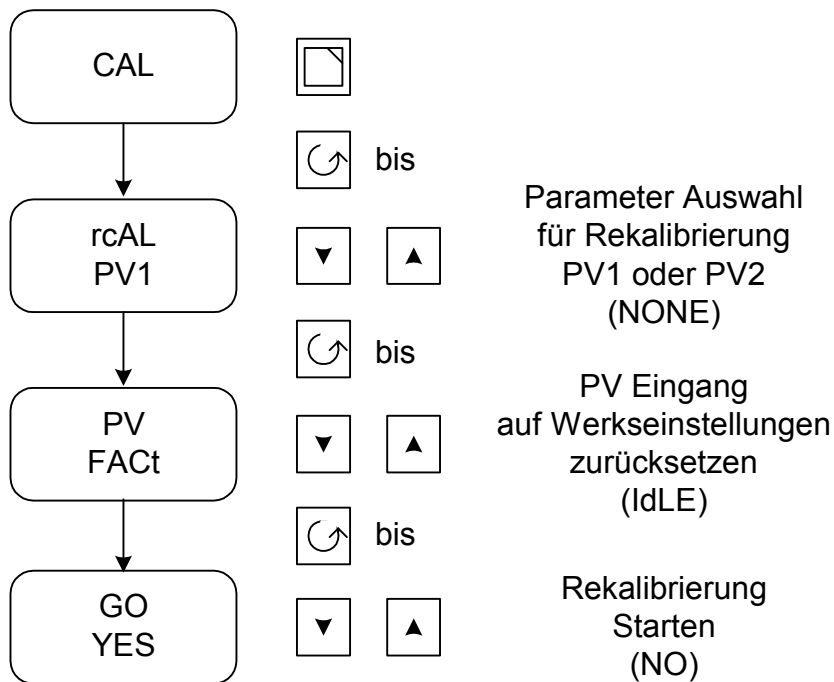 CAL
bis
rcAL
PV1
Parameter Auswahl
für Rekalibrierung
PV1 oder PV2
(NONE)
bis
PV
FACt
PV Eingang
auf Werkseinstellungen
zurücksetzen
(IdLE)
bis
GO
YES
Rekalibrierung
Starten
(NO)